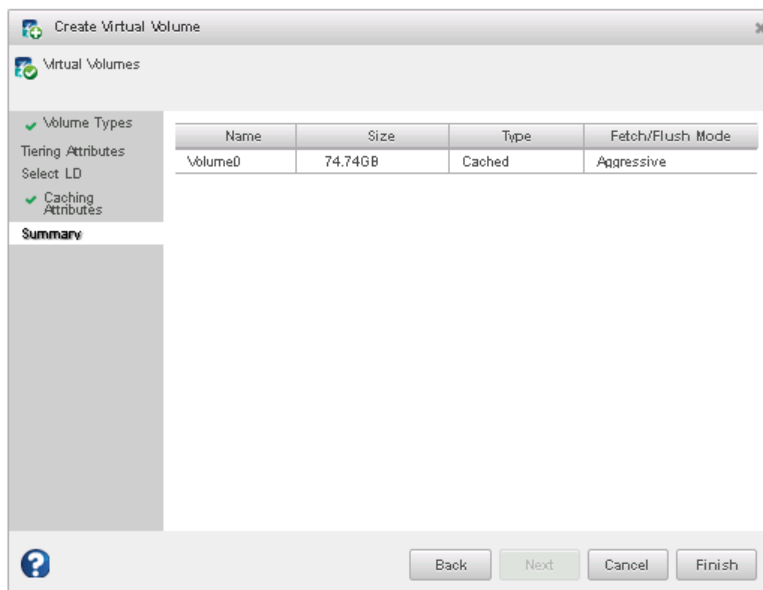 Create Virtual Volume
Virtual Volumes
Volume Types
Tiering Attributes
Select LD
Caching
Attributes
Summary
Name Size Type Fetch/Flush Mode
Volume0 74.74GB Cached Aggressive
? Back Next Cancel Finish